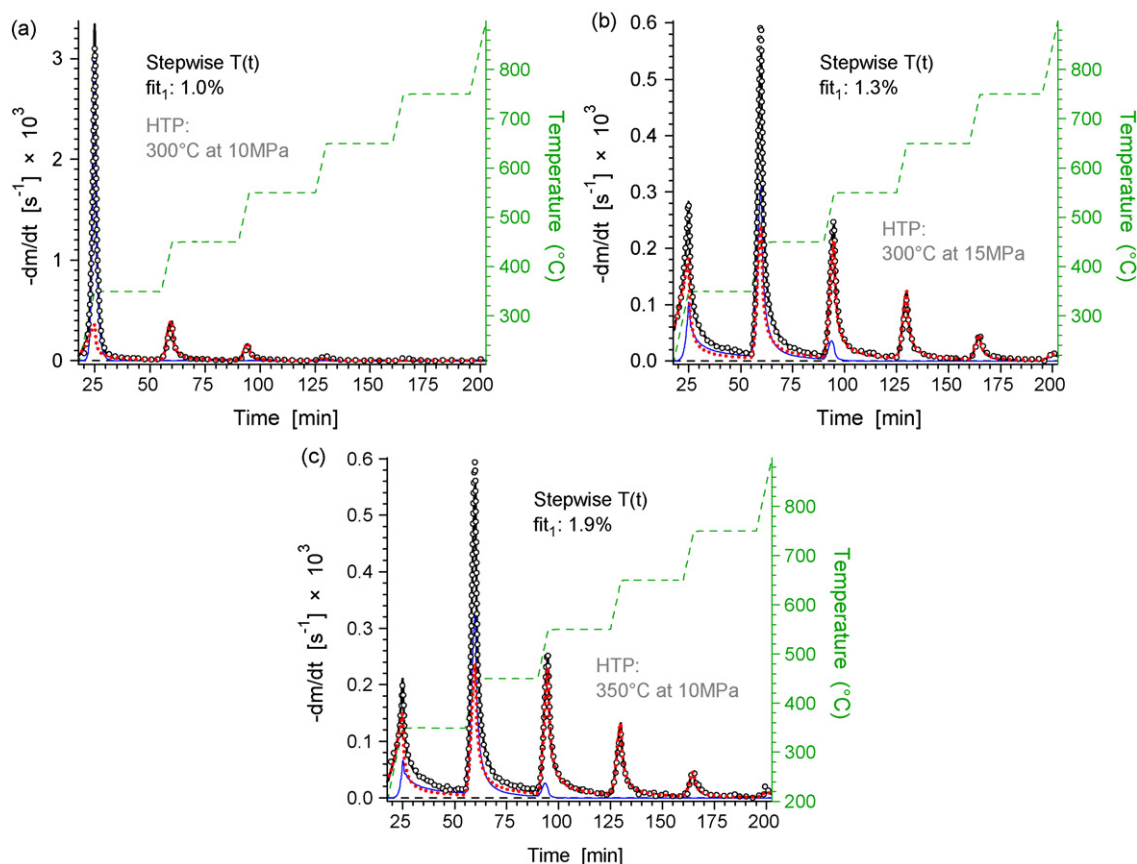 (a)
Stepwise T(t)
fit₁: 1.0%
HTP:
300°C at 10MPa
-dm/dt [s⁻¹] × 10³
3
2
1
0
25 50 75 100 125 150 175 200
Time [min]
800
700
600
500
400
300
Temperature (°C)
(b)
Stepwise T(t)
fit₁: 1.3%
HTP:
300°C at 15MPa
-dm/dt [s⁻¹] × 10³
0.6
0.5
0.4
0.3
0.2
0.1
0.0
25 50 75 100 125 150 175 200
Time [min]
800
700
600
500
400
300
Temperature (°C)
(c)
Stepwise T(t)
fit₁: 1.9%
HTP:
350°C at 10MPa
-dm/dt [s⁻¹] × 10³
0.6
0.5
0.4
0.3
0.2
0.1
0.0
25 50 75 100 125 150 175 200
Time [min]
800
700
600
500
400
300
200
Temperature (°C)